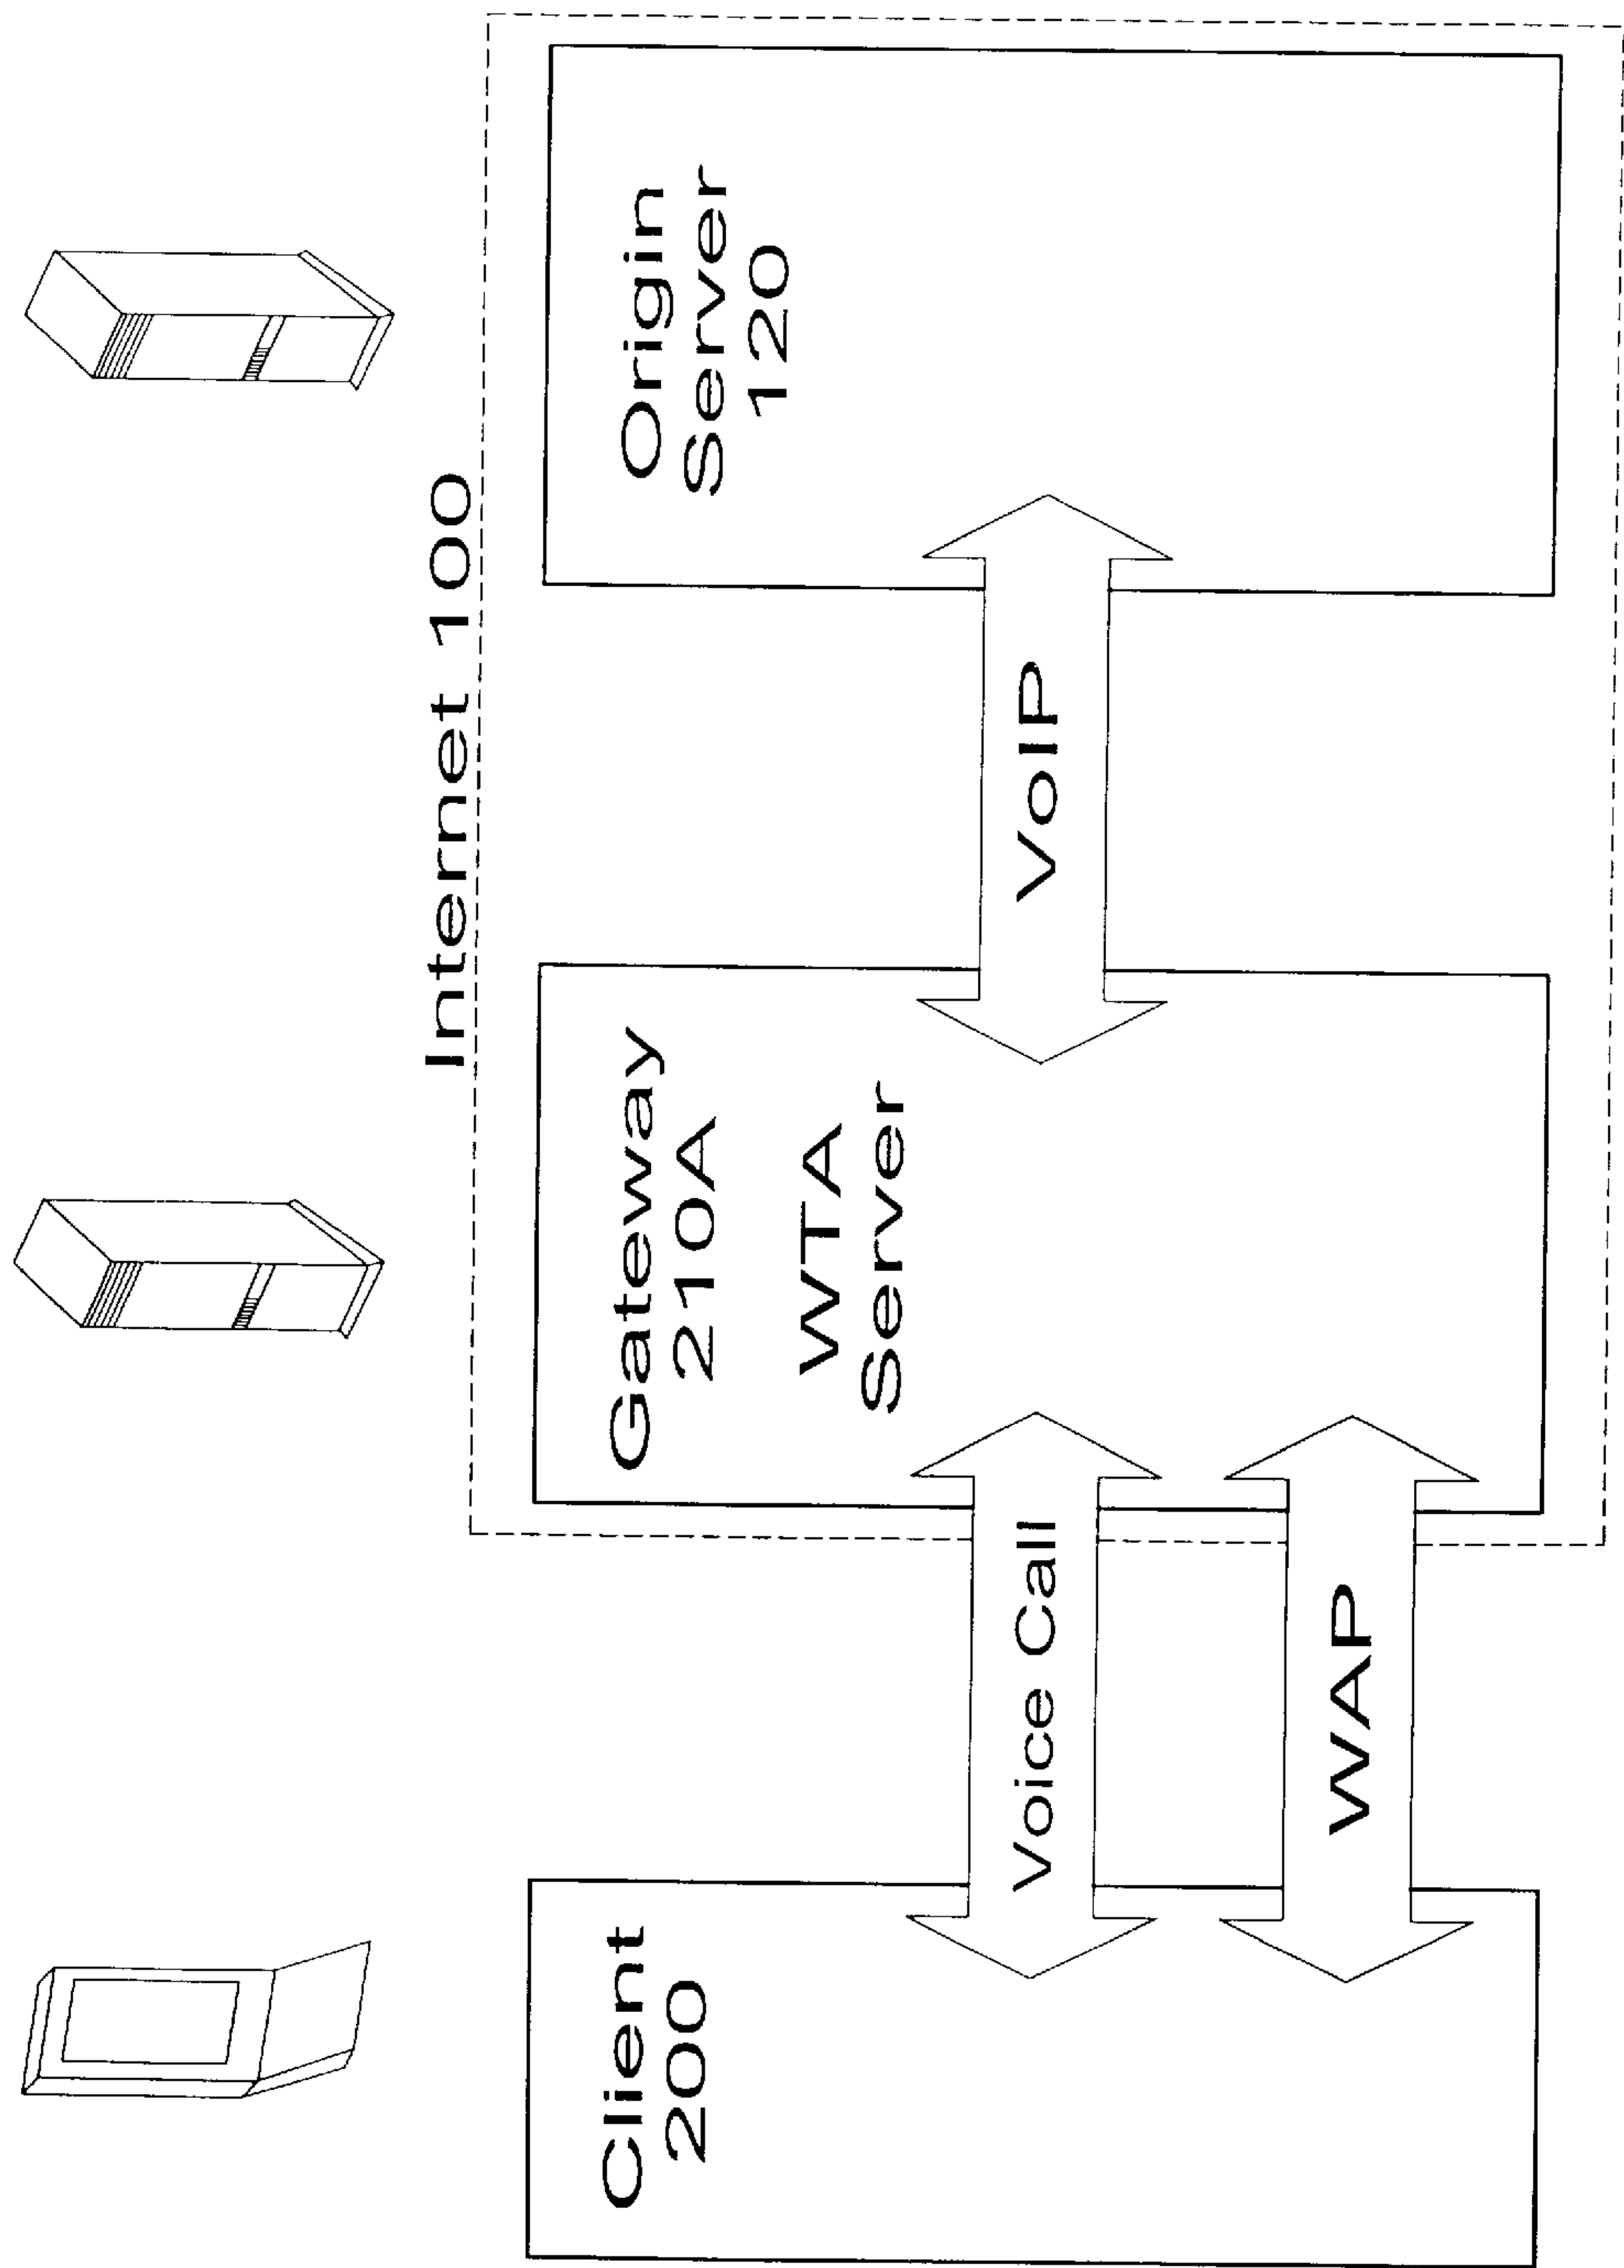 Internet 100
Client
200
Gateway
210A
WTA
Server
Origin
Server
120
Voice Call
VoIP
WAP